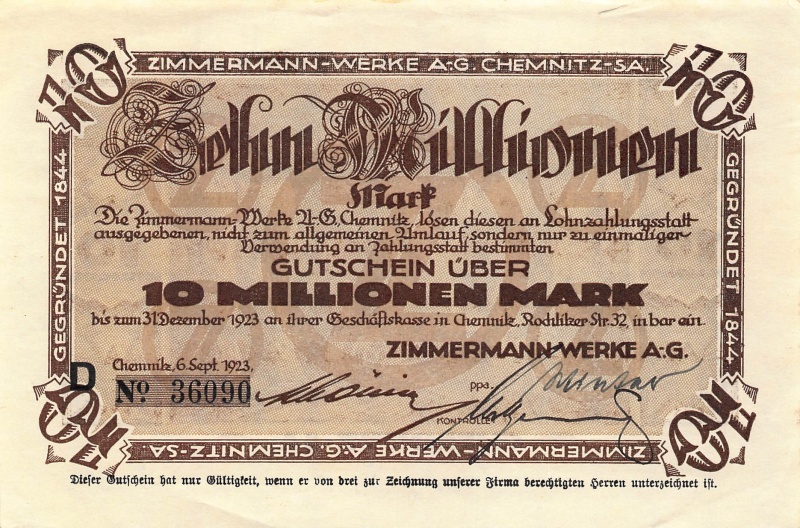 10 ZIMMERMANN-WERKE A.-G. CHEMNITZ-SA. 10
GEGRÜNDET 1844
Zehn Millionen
Mark
Die Zimmermann-Werke A.-G., Chemnitz, lösen diesen an Lohnzahlungsstatt
ausgegebenen, nicht zum allgemeinen Umlauf, sondern nur zu einmaliger
Verwendung an Zahlungsstatt bestimmten
GUTSCHEIN ÜBER
10 MILLIONEN MARK
bis zum 31. Dezember 1923 an ihrer Geschäftskasse in Chemnitz, Rochlitzer Str. 32, in bar ein.
GEGRÜNDET 1844
ZIMMERMANN-WERKE A.-G.
Chemnitz, 6. Sept. 1923.
D No. 36090
ppa.
KONTROLLE
10 ZIMMERMANN-WERKE A.G. CHEMNITZ-SA. 10
Dieser Gutschein hat nur Gültigkeit, wenn er von drei zur Zeichnung unserer Firma berechtigten Herren unterzeichnet ist.